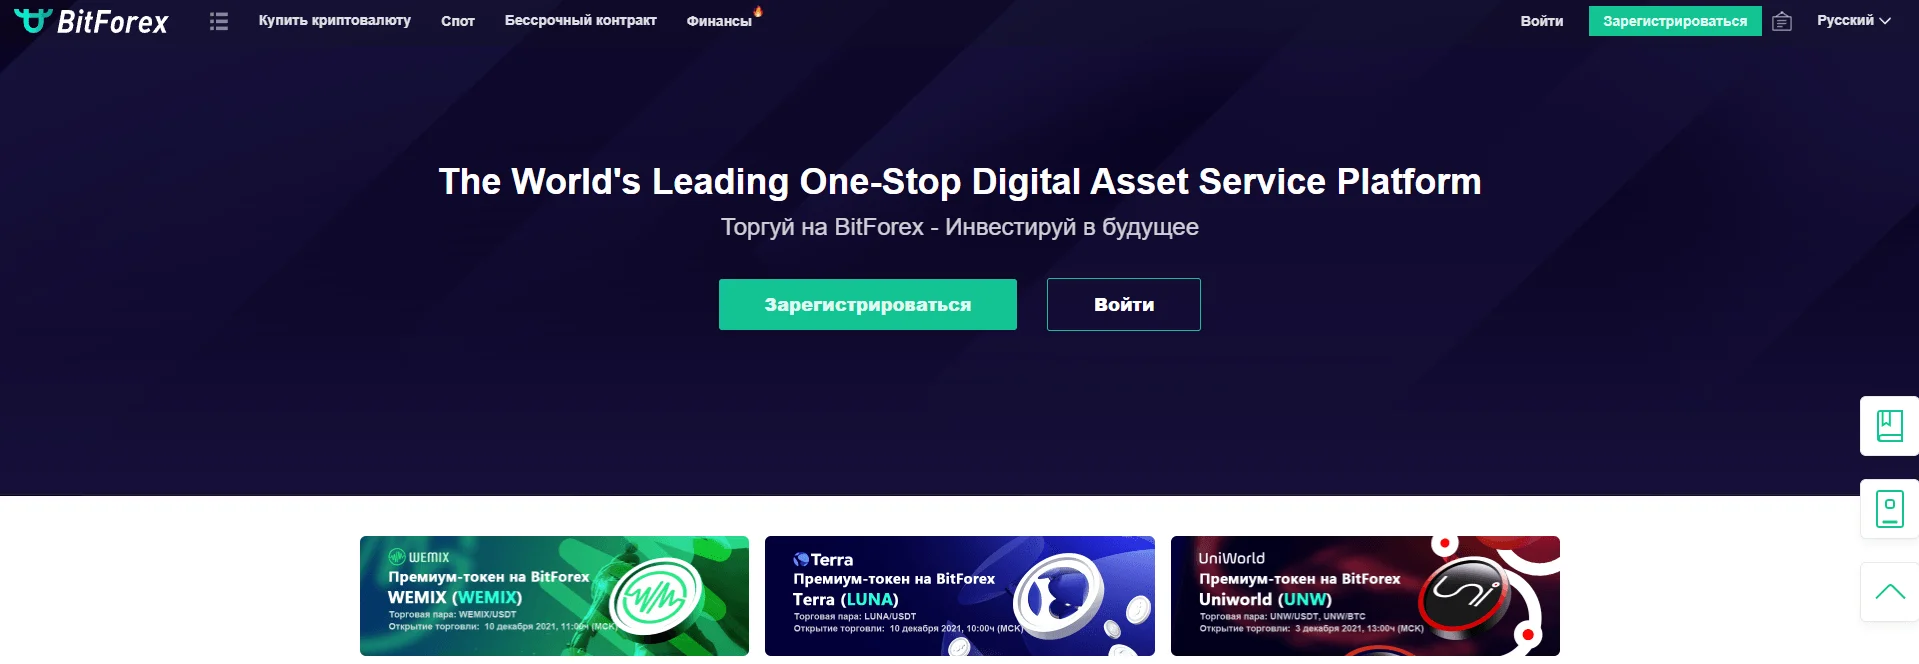 BitForex
Купить криптовалюту
Спот
Бессрочный контракт
Финансы
Войти
Зарегистрироваться
Русский
The World's Leading One-Stop Digital Asset Service Platform
Торгуй на BitForex - Инвестируй в будущее
Зарегистрироваться
Войти
WEMIX
Премиум-токен на BitForex
WEMIX (WEMIX)
Торговая пара: WEMIX/USDT
Открытие торговли: 10 декабря 2021, 11:00ч (МСК)
Terra
Премиум-токен на BitForex
Terra (LUNA)
Торговая пара: LUNA/USDT
Открытие торговли: 10 декабря 2021, 10:00ч (МСК)
UniWorld
Премиум-токен на BitForex
Uniworld (UNW)
Торговая пара: UNW/USDT, UNW/BTC
Открытие торговли: 3 декабря 2021, 13:00ч (МСК)
uni